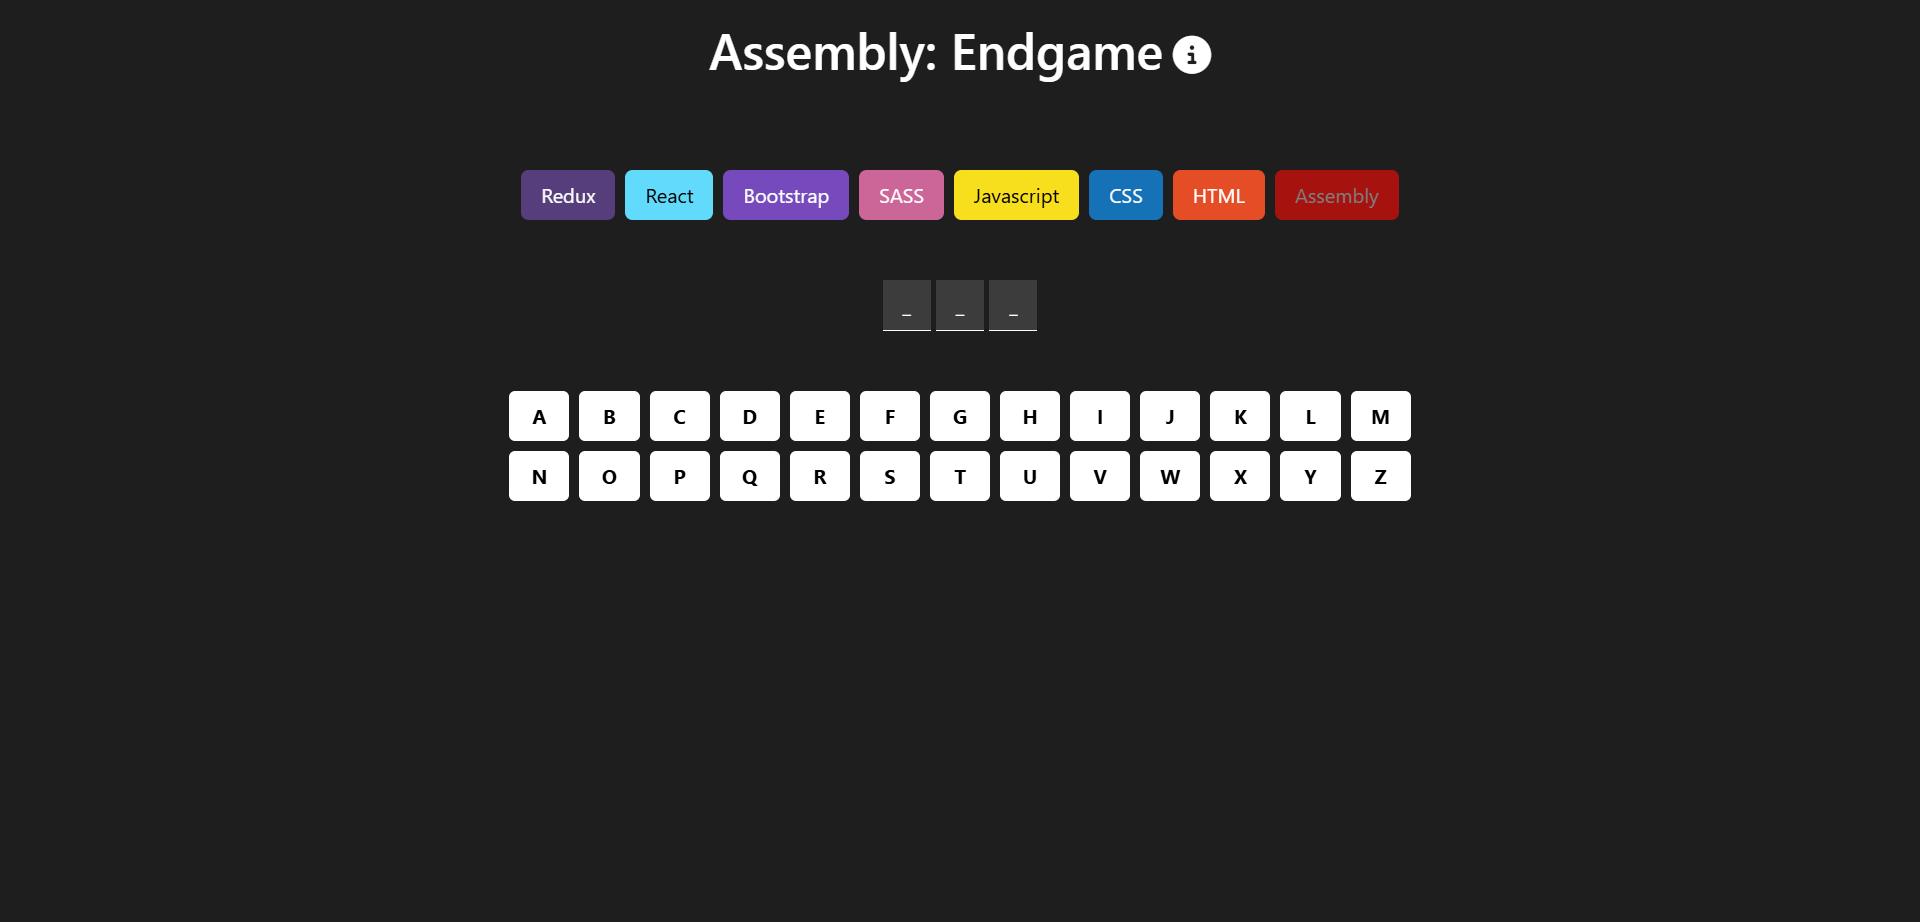 Assembly: Endgame i
Redux React Bootstrap SASS Javascript CSS HTML Assembly
_ _ _
A B C D E F G H I J K L M
N O P Q R S T U V W X Y Z